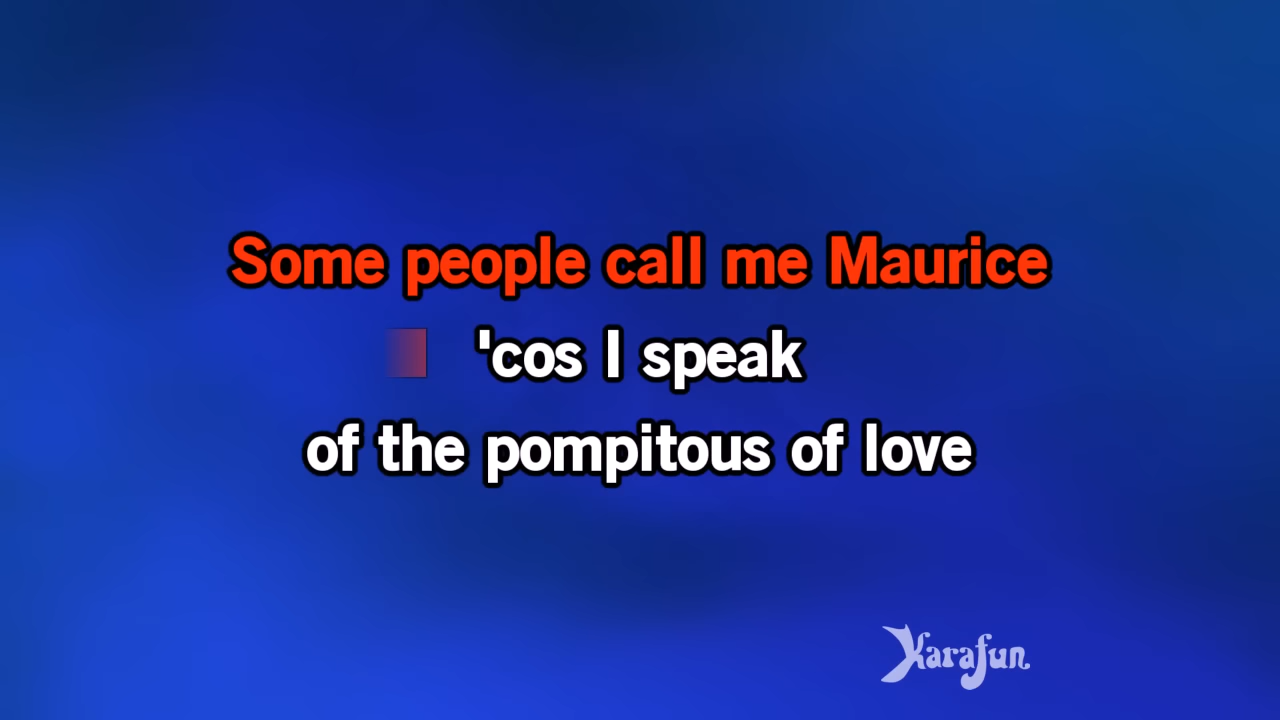 Some people call me Maurice
'cos I speak
of the pompitous of love
Karafun